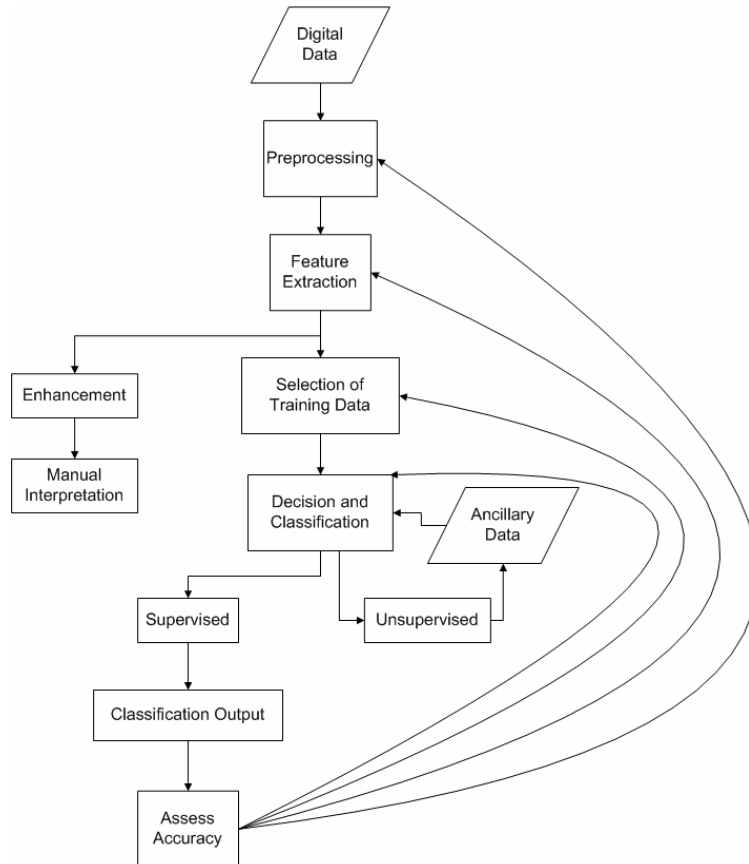 Digital
Data
Preprocessing
Feature
Extraction
Enhancement
Selection of
Training Data
Manual
Interpretation
Decision and
Classification
Ancillary
Data
Supervised
Unsupervised
Classification Output
Assess
Accuracy